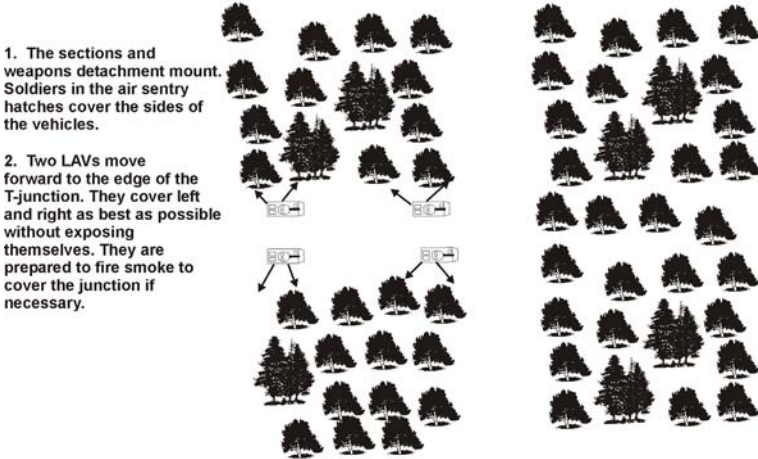 1. The sections and
weapons detachment mount.
Soldiers in the air sentry
hatches cover the sides of
the vehicles.
2. Two LAVs move
forward to the edge of the
T-junction. They cover left
and right as best as possible
without exposing
themselves. They are
prepared to fire smoke to
cover the junction if
necessary.